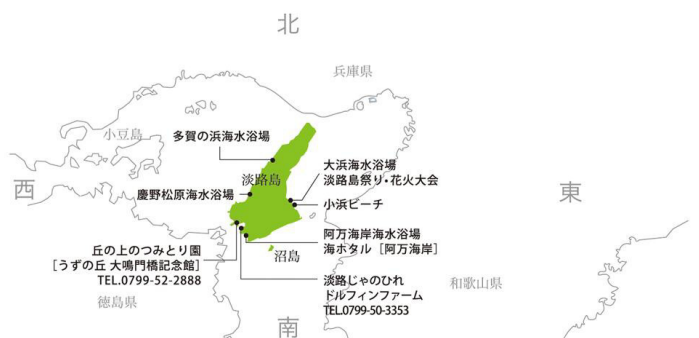 北
兵庫県
小豆島
多賀の浜海水浴場
淡路島
大浜海水浴場
淡路島祭り・花火大会
西
慶野松原海水浴場
小浜ビーチ
東
丘の上のつみとり園
［うずの丘 大鳴門橋記念館］
TEL.0799-52-2888
阿万海岸海水浴場
海ホタル［阿万海岸］
沼島
淡路じゃのひれ
ドルフィンファーム
TEL.0799-50-3353
和歌山県
徳島県
南